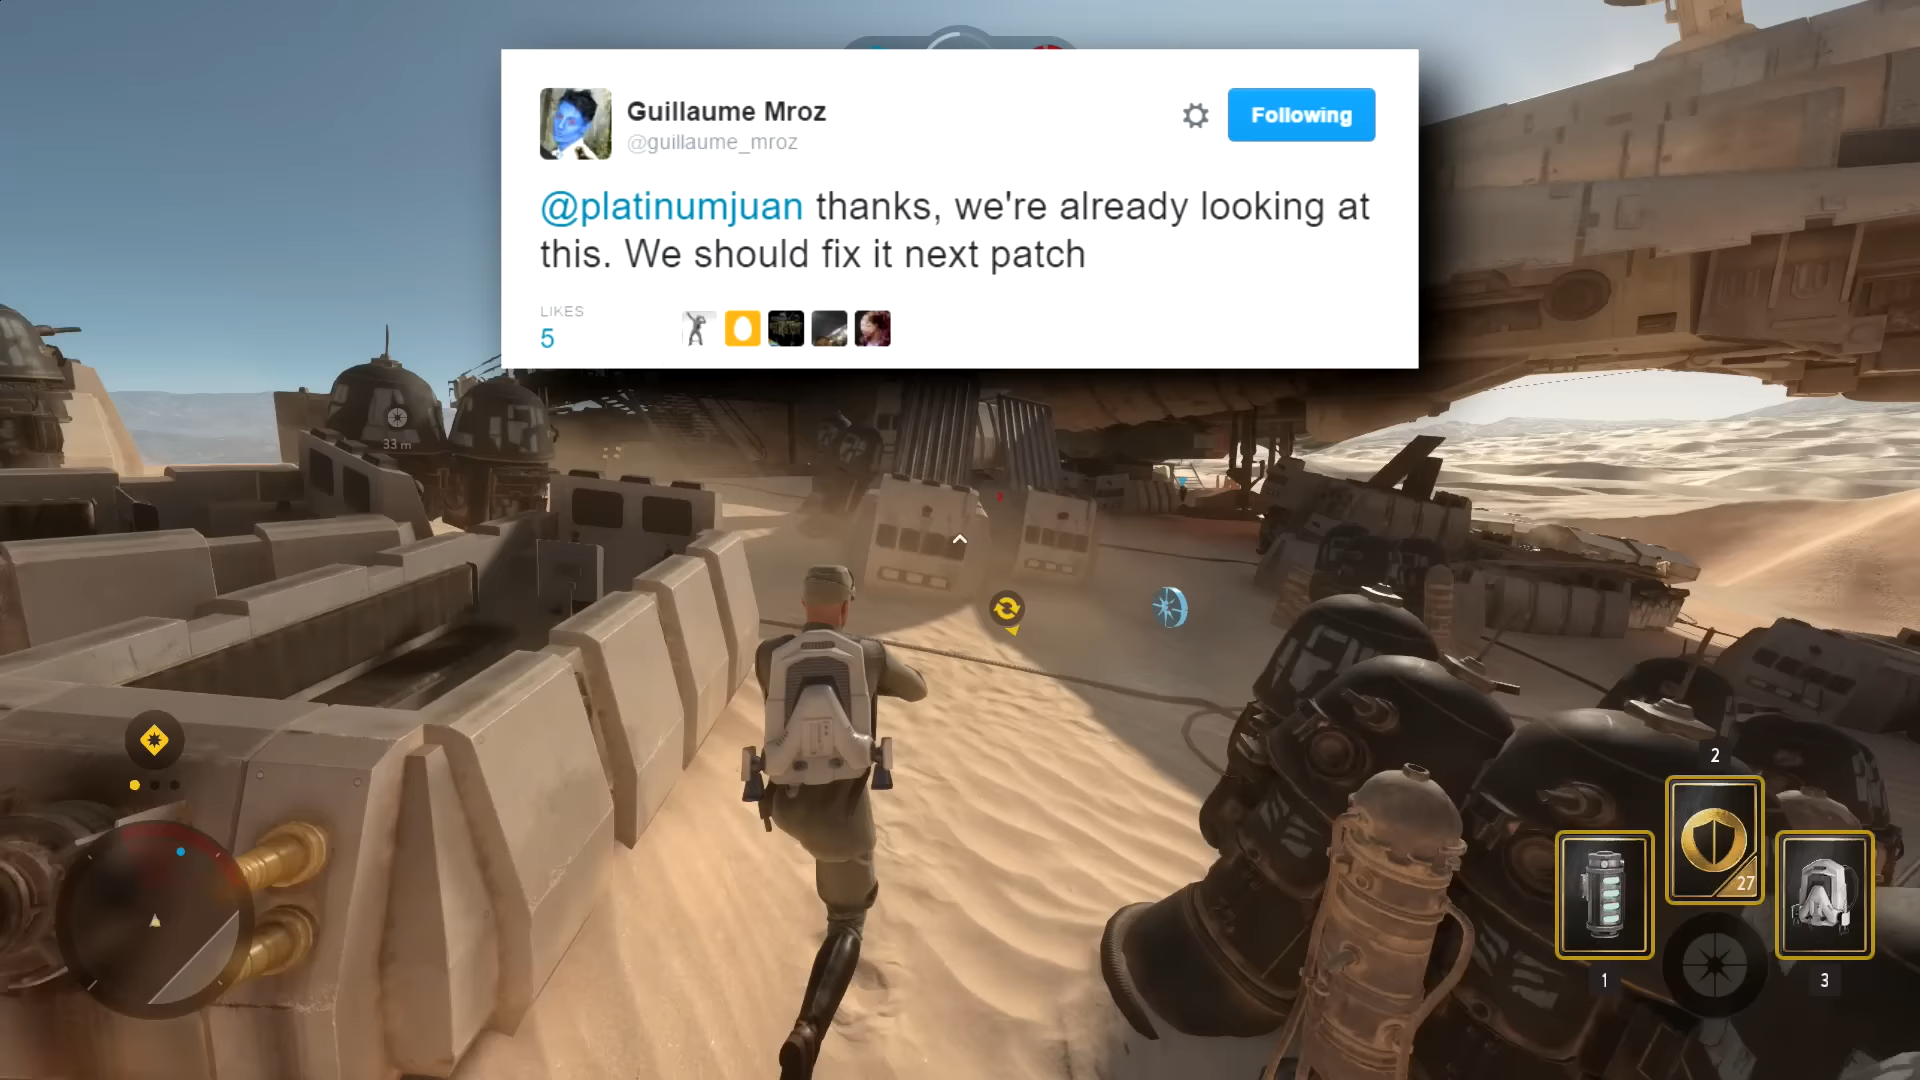 Guillaume Mroz
@guillaume_mroz
Following
@platinumjuan thanks, we're already looking at
this. We should fix it next patch
LIKES
5
33 m
2
27
1
3